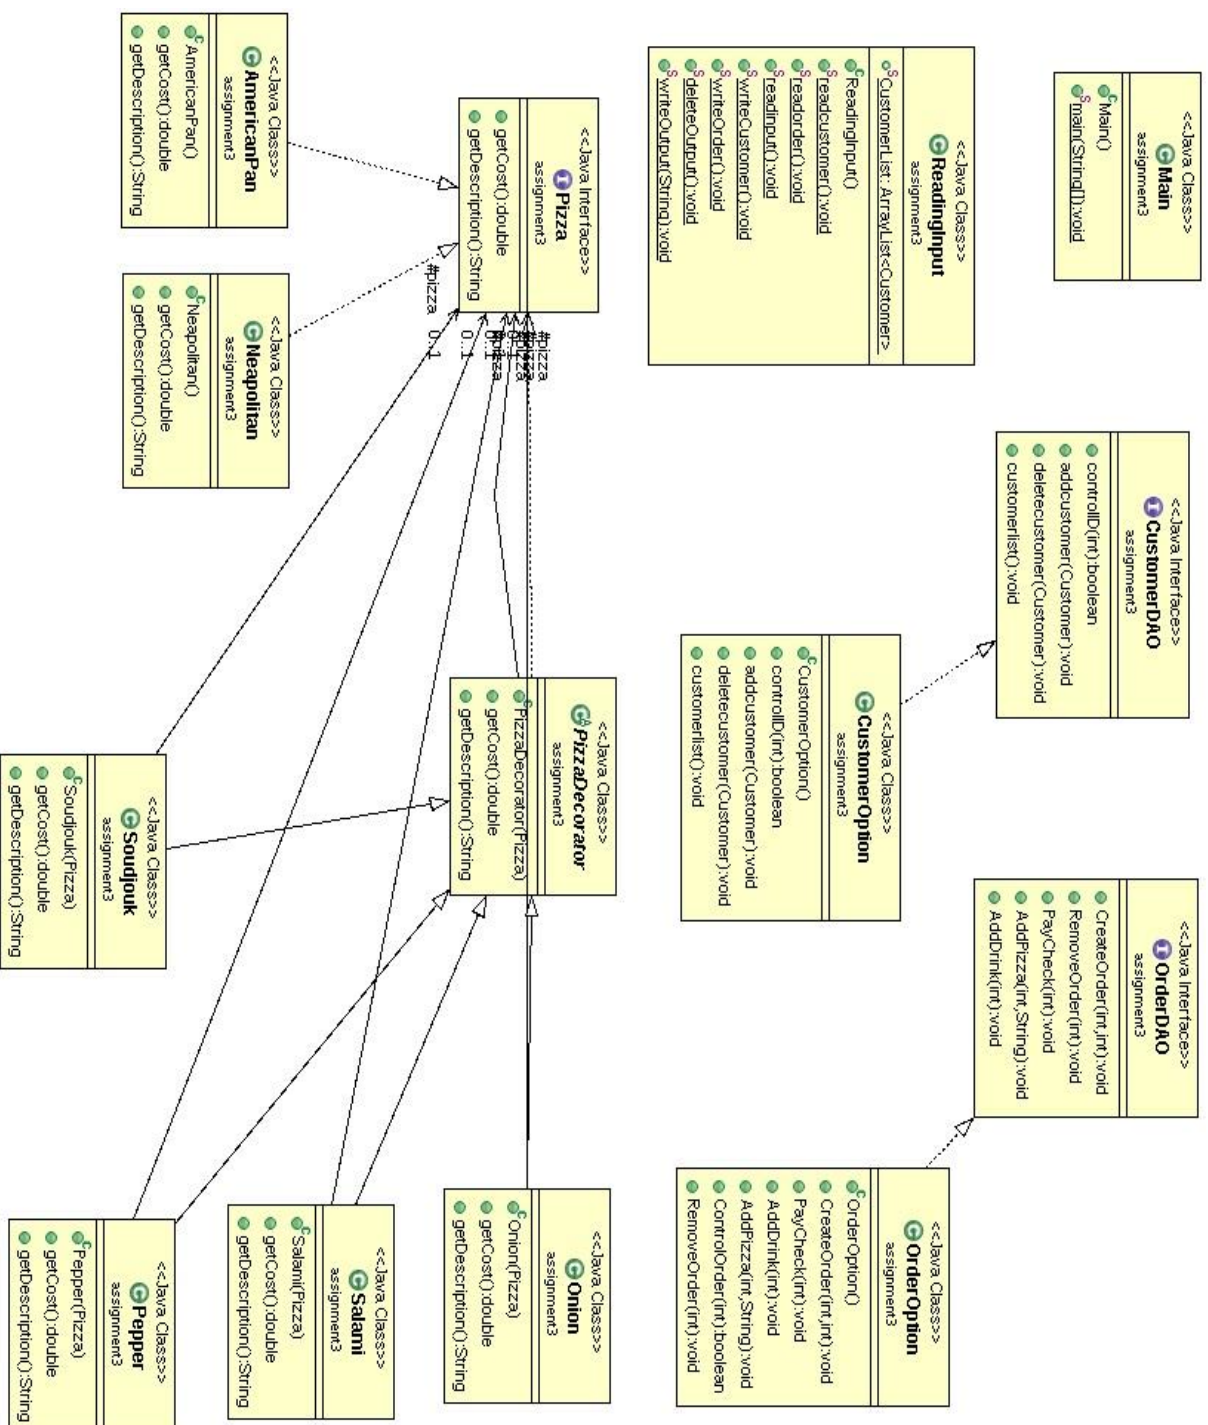 <<Java Class>>
Main
assignment3
Main()
main(String[]):void
<<Java Interface>>
CustomerDAO
assignment3
controlID(int):boolean
addcustomer(Customer):void
deletecustomer(Customer):void
customerlist():void
<<Java Interface>>
OrderDAO
assignment3
CreateOrder(int,int):void
RemoveOrder(int):void
PayCheck(int):void
AddPizza(int,String):void
AddDrink(int):void
<<Java Class>>
ReadingInput
assignment3
CustomerList: ArrayList<Customer>
ReadingInput()
readcustomer():void
readorder():void
readinput():void
writeCustomer():void
writeOrder():void
deleteOutput():void
writeOutput(String):void
<<Java Class>>
CustomerOption
assignment3
CustomerOption()
controlID(int):boolean
addcustomer(Customer):void
deletecustomer(Customer):void
customerlist():void
<<Java Class>>
OrderOption
assignment3
OrderOption()
CreateOrder(int,int):void
PayCheck(int):void
AddDrink(int):void
AddPizza(int,String):void
ControlOrder(int):boolean
RemoveOrder(int):void
<<Java Interface>>
Pizza
assignment3
getCost():double
getDescription():String
#pizza
#pizza
#pizza
#pizza
0..1
0..1
0..1
#pizza
0..1
<<Java Class>>
PizzaDecorator
assignment3
PizzaDecorator(Pizza)
getCost():double
getDescription():String
<<Java Class>>
Onion
assignment3
Onion(Pizza)
getCost():double
getDescription():String
<<Java Class>>
AmericanPan
assignment3
AmericanPan()
getCost():double
getDescription():String
<<Java Class>>
Neapolitan
assignment3
Neapolitan()
getCost():double
getDescription():String
<<Java Class>>
Salami
assignment3
Salami(Pizza)
getCost():double
getDescription():String
<<Java Class>>
Soudjouk
assignment3
Soudjouk(Pizza)
getCost():double
getDescription():String
<<Java Class>>
Pepper
assignment3
Pepper(Pizza)
getCost():double
getDescription():String